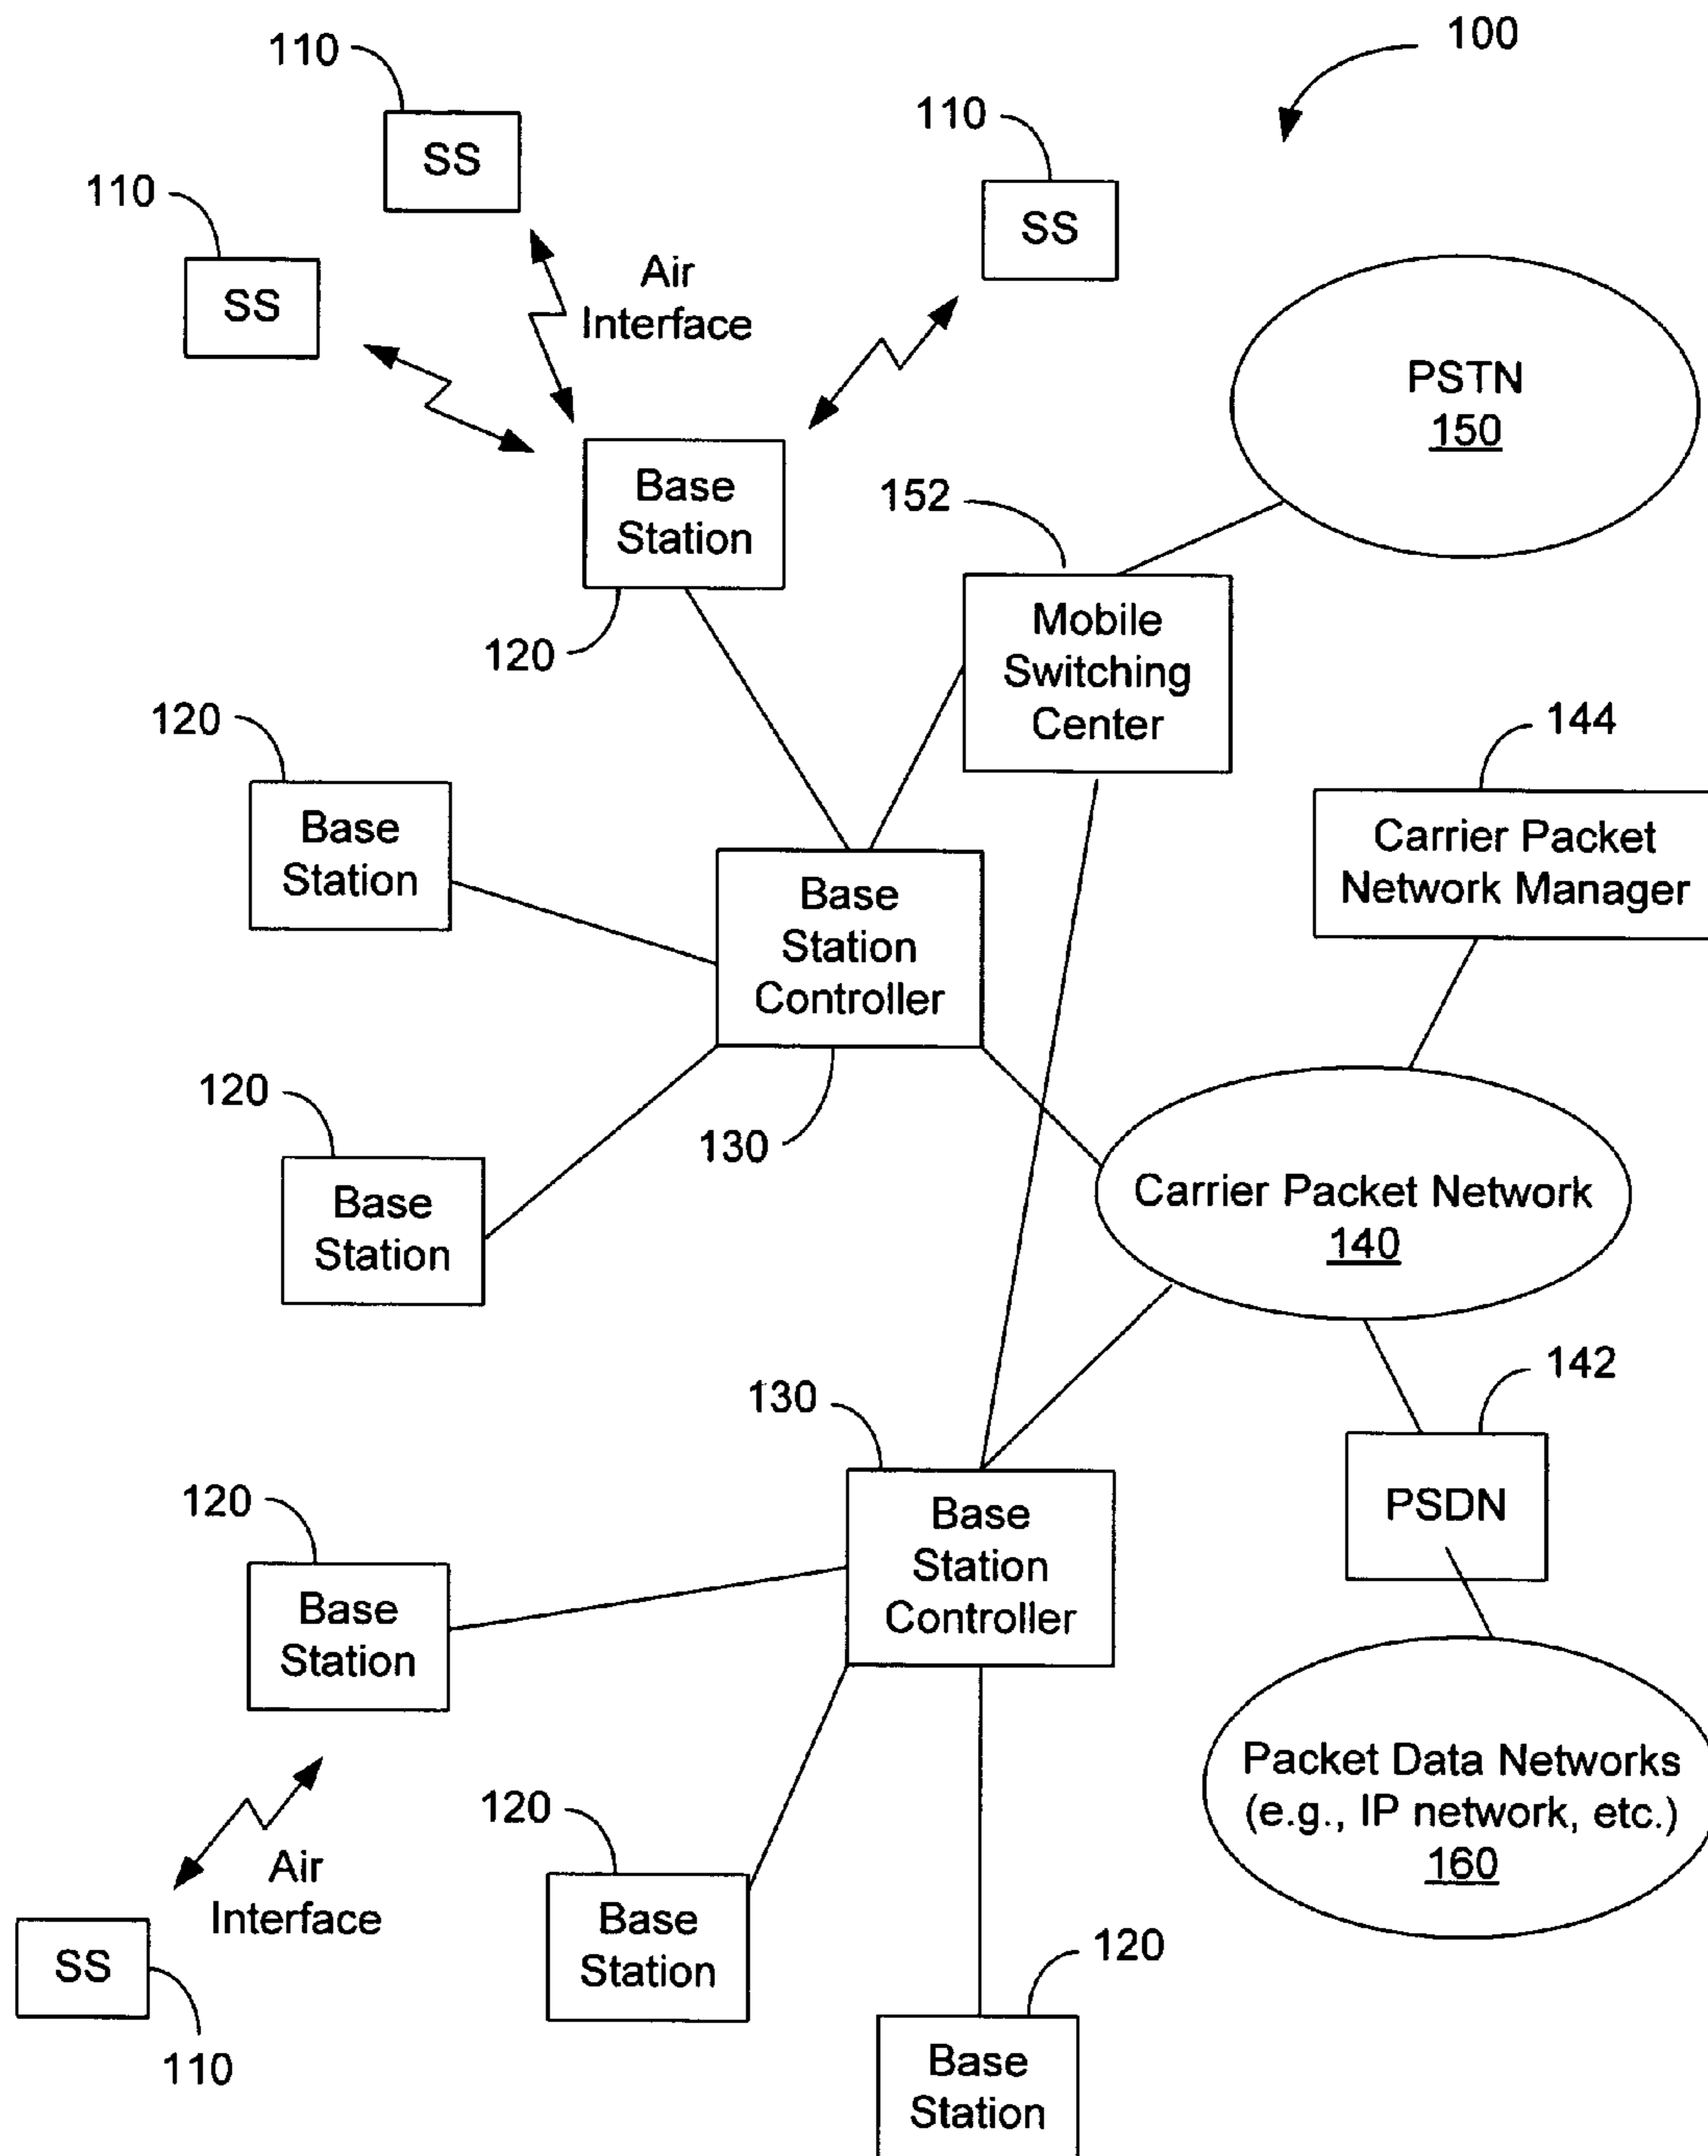 100
110
SS
110
SS
110
SS
Air
Interface
PSTN
150
Base
Station
120
152
Mobile
Switching
Center
120
Base
Station
144
Carrier Packet
Network Manager
Base
Station
Controller
130
120
Base
Station
Carrier Packet Network
140
142
PSDN
130
Base
Station
Controller
120
Base
Station
Packet Data Networks
(e.g., IP network, etc.)
160
Air
Interface
SS
110
120
Base
Station
120
Base
Station